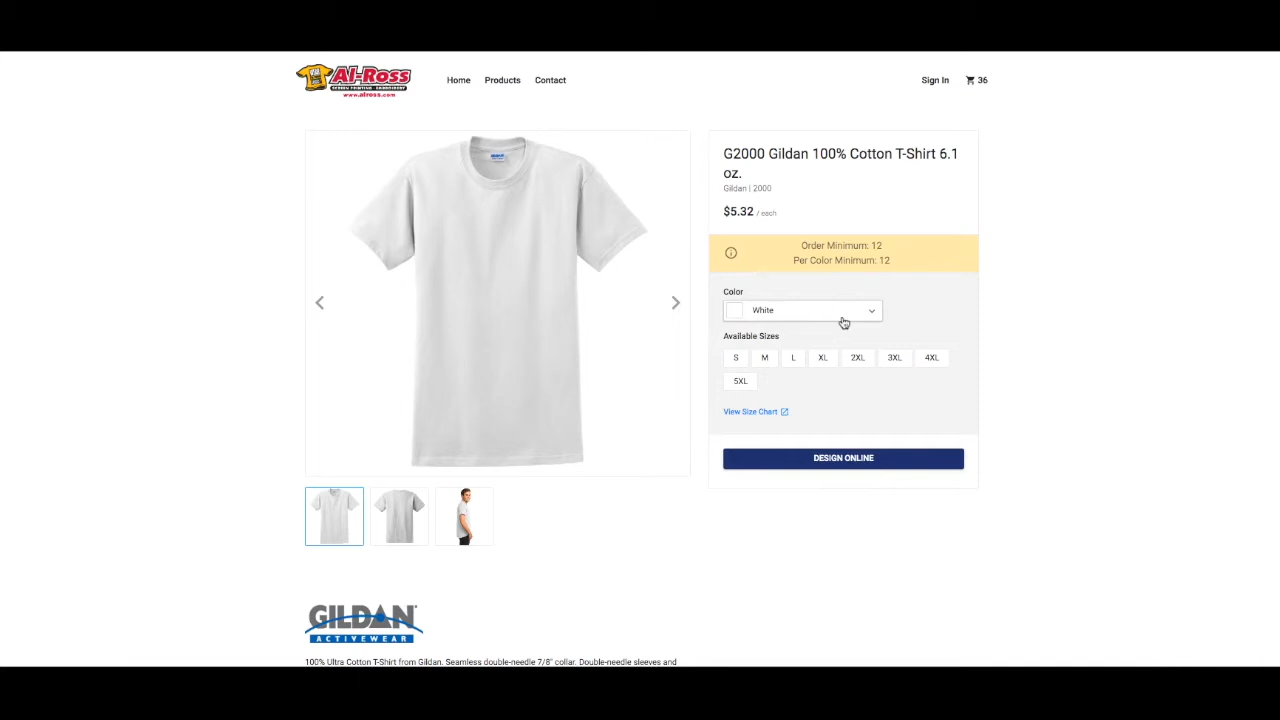 Al-Ross
SCREEN PRINTING - EMBROIDERY
www.alross.com
Home Products Contact
Sign In 36
G2000 Gildan 100% Cotton T-Shirt 6.1
oz.
Gildan | 2000
$5.32 / each
Order Minimum: 12
Per Color Minimum: 12
Color
White
Available Sizes
S M L XL 2XL 3XL 4XL
5XL
View Size Chart
DESIGN ONLINE
GILDAN
ACTIVEWEAR
100% Ultra Cotton T-Shirt from Gildan. Seamless double-needle 7/8" collar. Double-needle sleeves and